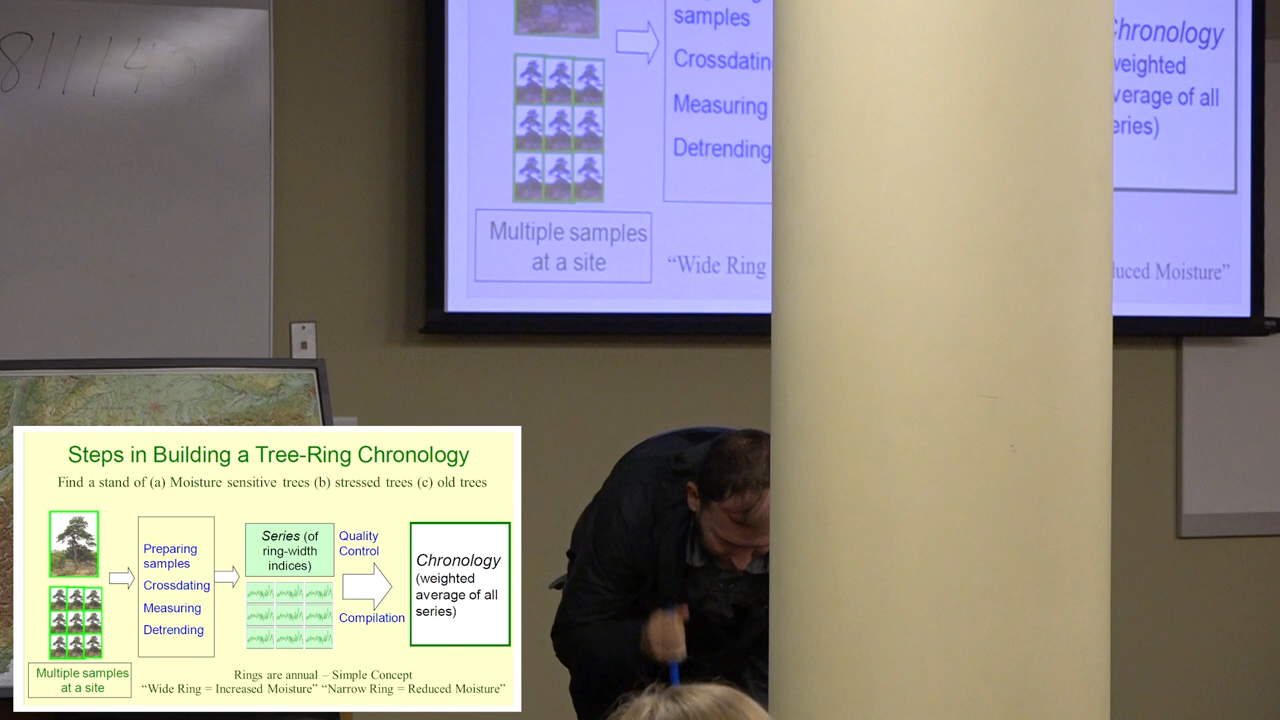 811140
samples
Crossdatin
Measuring
Detrending
Multiple samples
at a site
“Wide Ring
Chronology
weighted
verage of all
eries)
duced Moisture”
Steps in Building a Tree-Ring Chronology
Find a stand of (a) Moisture sensitive trees (b) stressed trees (c) old trees
Preparing
samples
Crossdating
Measuring
Detrending
Series (of
ring-width
indices)
Quality
Control
Compilation
Chronology
(weighted
average of all
series)
Multiple samples
at a site
Rings are annual – Simple Concept
“Wide Ring = Increased Moisture” “Narrow Ring = Reduced Moisture”